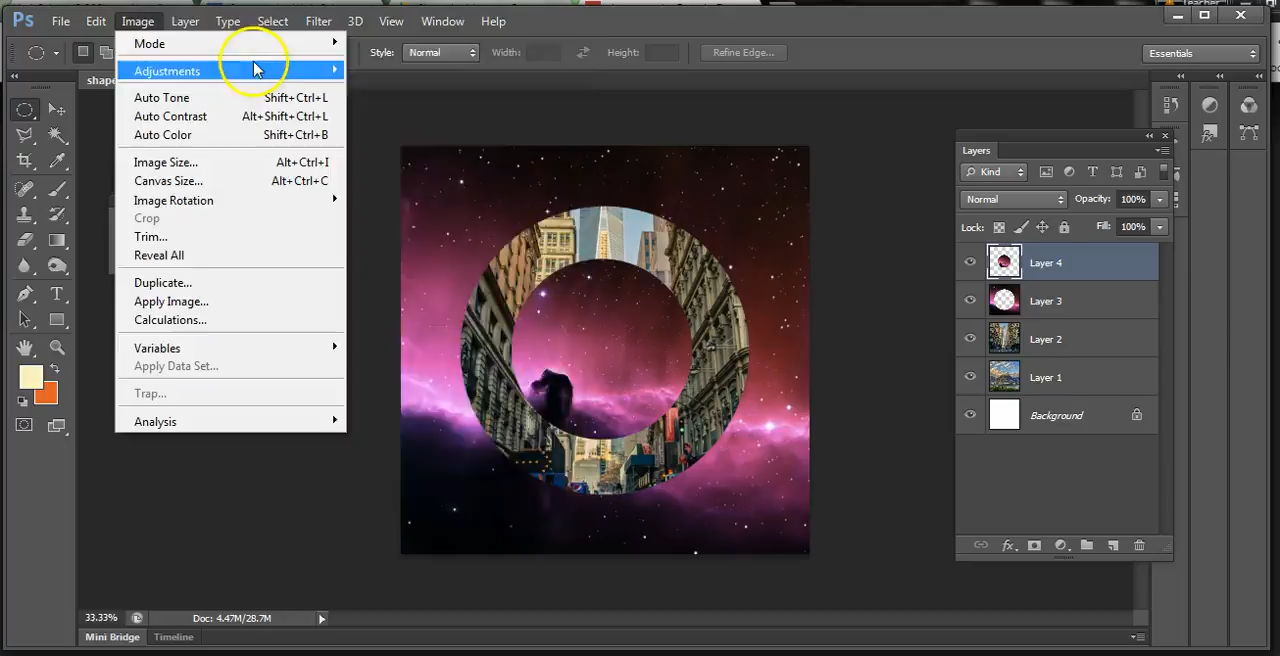 Teacher
Ps File Edit Image Layer Type Select Filter 3D View Window Help
Style: Normal Width: Height: Refine Edge... Essentials
shape
Mode
Adjustments
Auto Tone Shift+Ctrl+L
Auto Contrast Alt+Shift+Ctrl+L
Auto Color Shift+Ctrl+B
Image Size... Alt+Ctrl+I
Canvas Size... Alt+Ctrl+C
Image Rotation
Crop
Trim...
Reveal All
Duplicate...
Apply Image...
Calculations...
Variables
Apply Data Set...
Trap...
Analysis
Layers
Kind
Normal Opacity: 100%
Lock: Fill: 100%
Layer 4
Layer 3
Layer 2
Layer 1
Background
33.33% Doc: 4.47M/28.7M
Mini Bridge Timeline